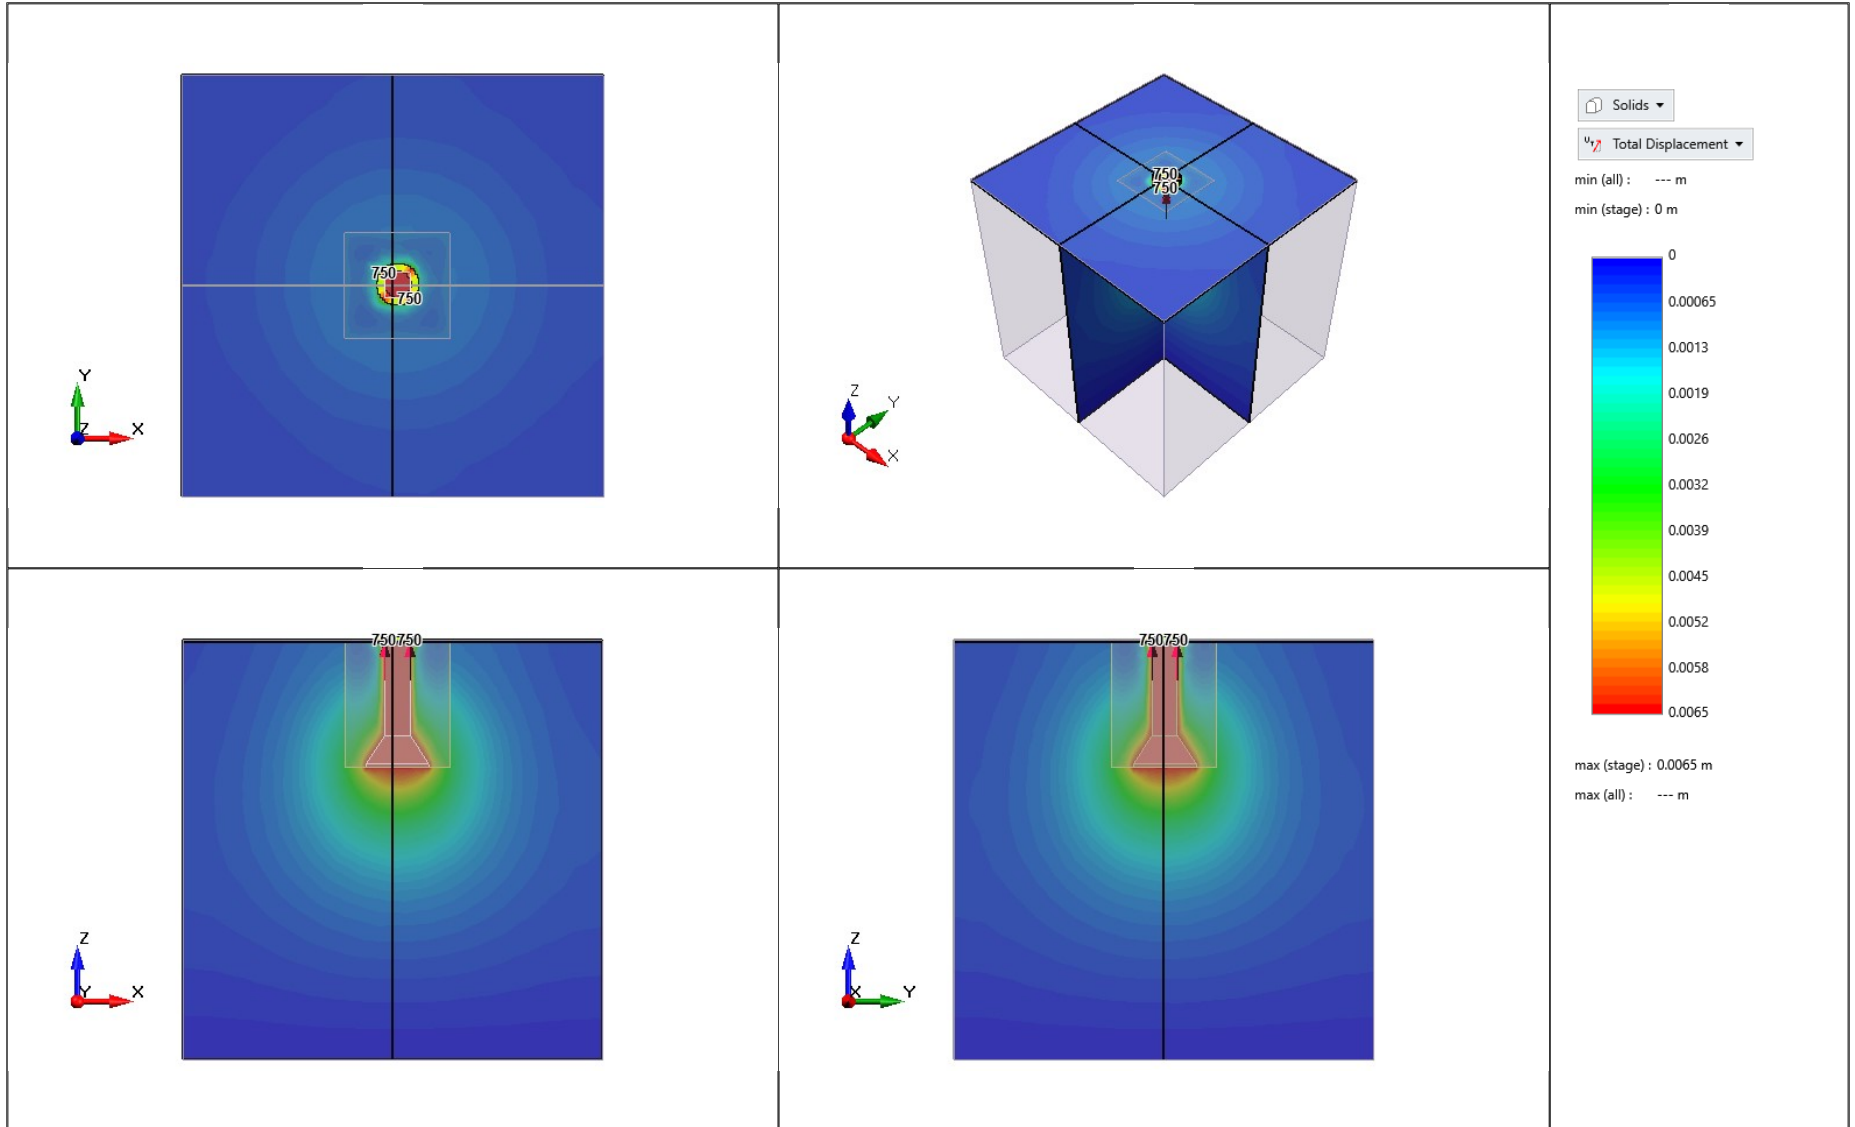 750
750
Y
Z
X
750
750
Z
Y
X
Solids
Total Displacement
min (all) : --- m
min (stage) : 0 m
0
0.00065
0.0013
0.0019
0.0026
0.0032
0.0039
0.0045
0.0052
0.0058
0.0065
max (stage) : 0.0065 m
max (all) : --- m
750750
Z
Y
X
750750
Z
X
Y